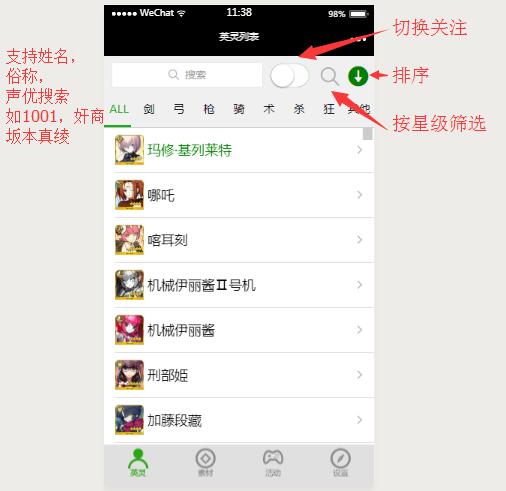 WeChat 11:38 98%
英灵列表
切换关注
支持姓名，
俗称，
声优搜索
如1001，奸商
坂本真绫
搜索
排序
按星级筛选
ALL 剑 弓 枪 骑 术 杀 狂 其他
玛修·基列莱特
哪吒
喀耳刻
机械伊丽酱Ⅱ号机
机械伊丽酱
刑部姬
加藤段藏
英灵 素材 活动 设置